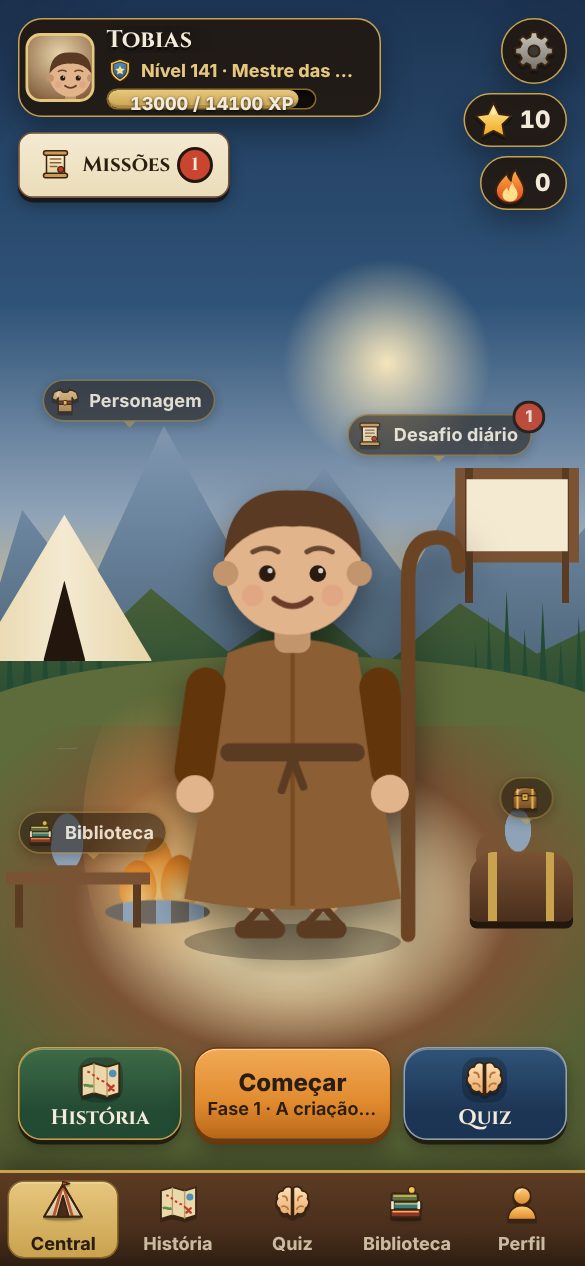 Tobias
Nível 141 · Mestre das ...
13000 / 14100 XP
10
Missões 1
0
Personagem
Desafio diário 1
Biblioteca
História
Começar
Fase 1 · A criação...
Quiz
Central
História
Quiz
Biblioteca
Perfil